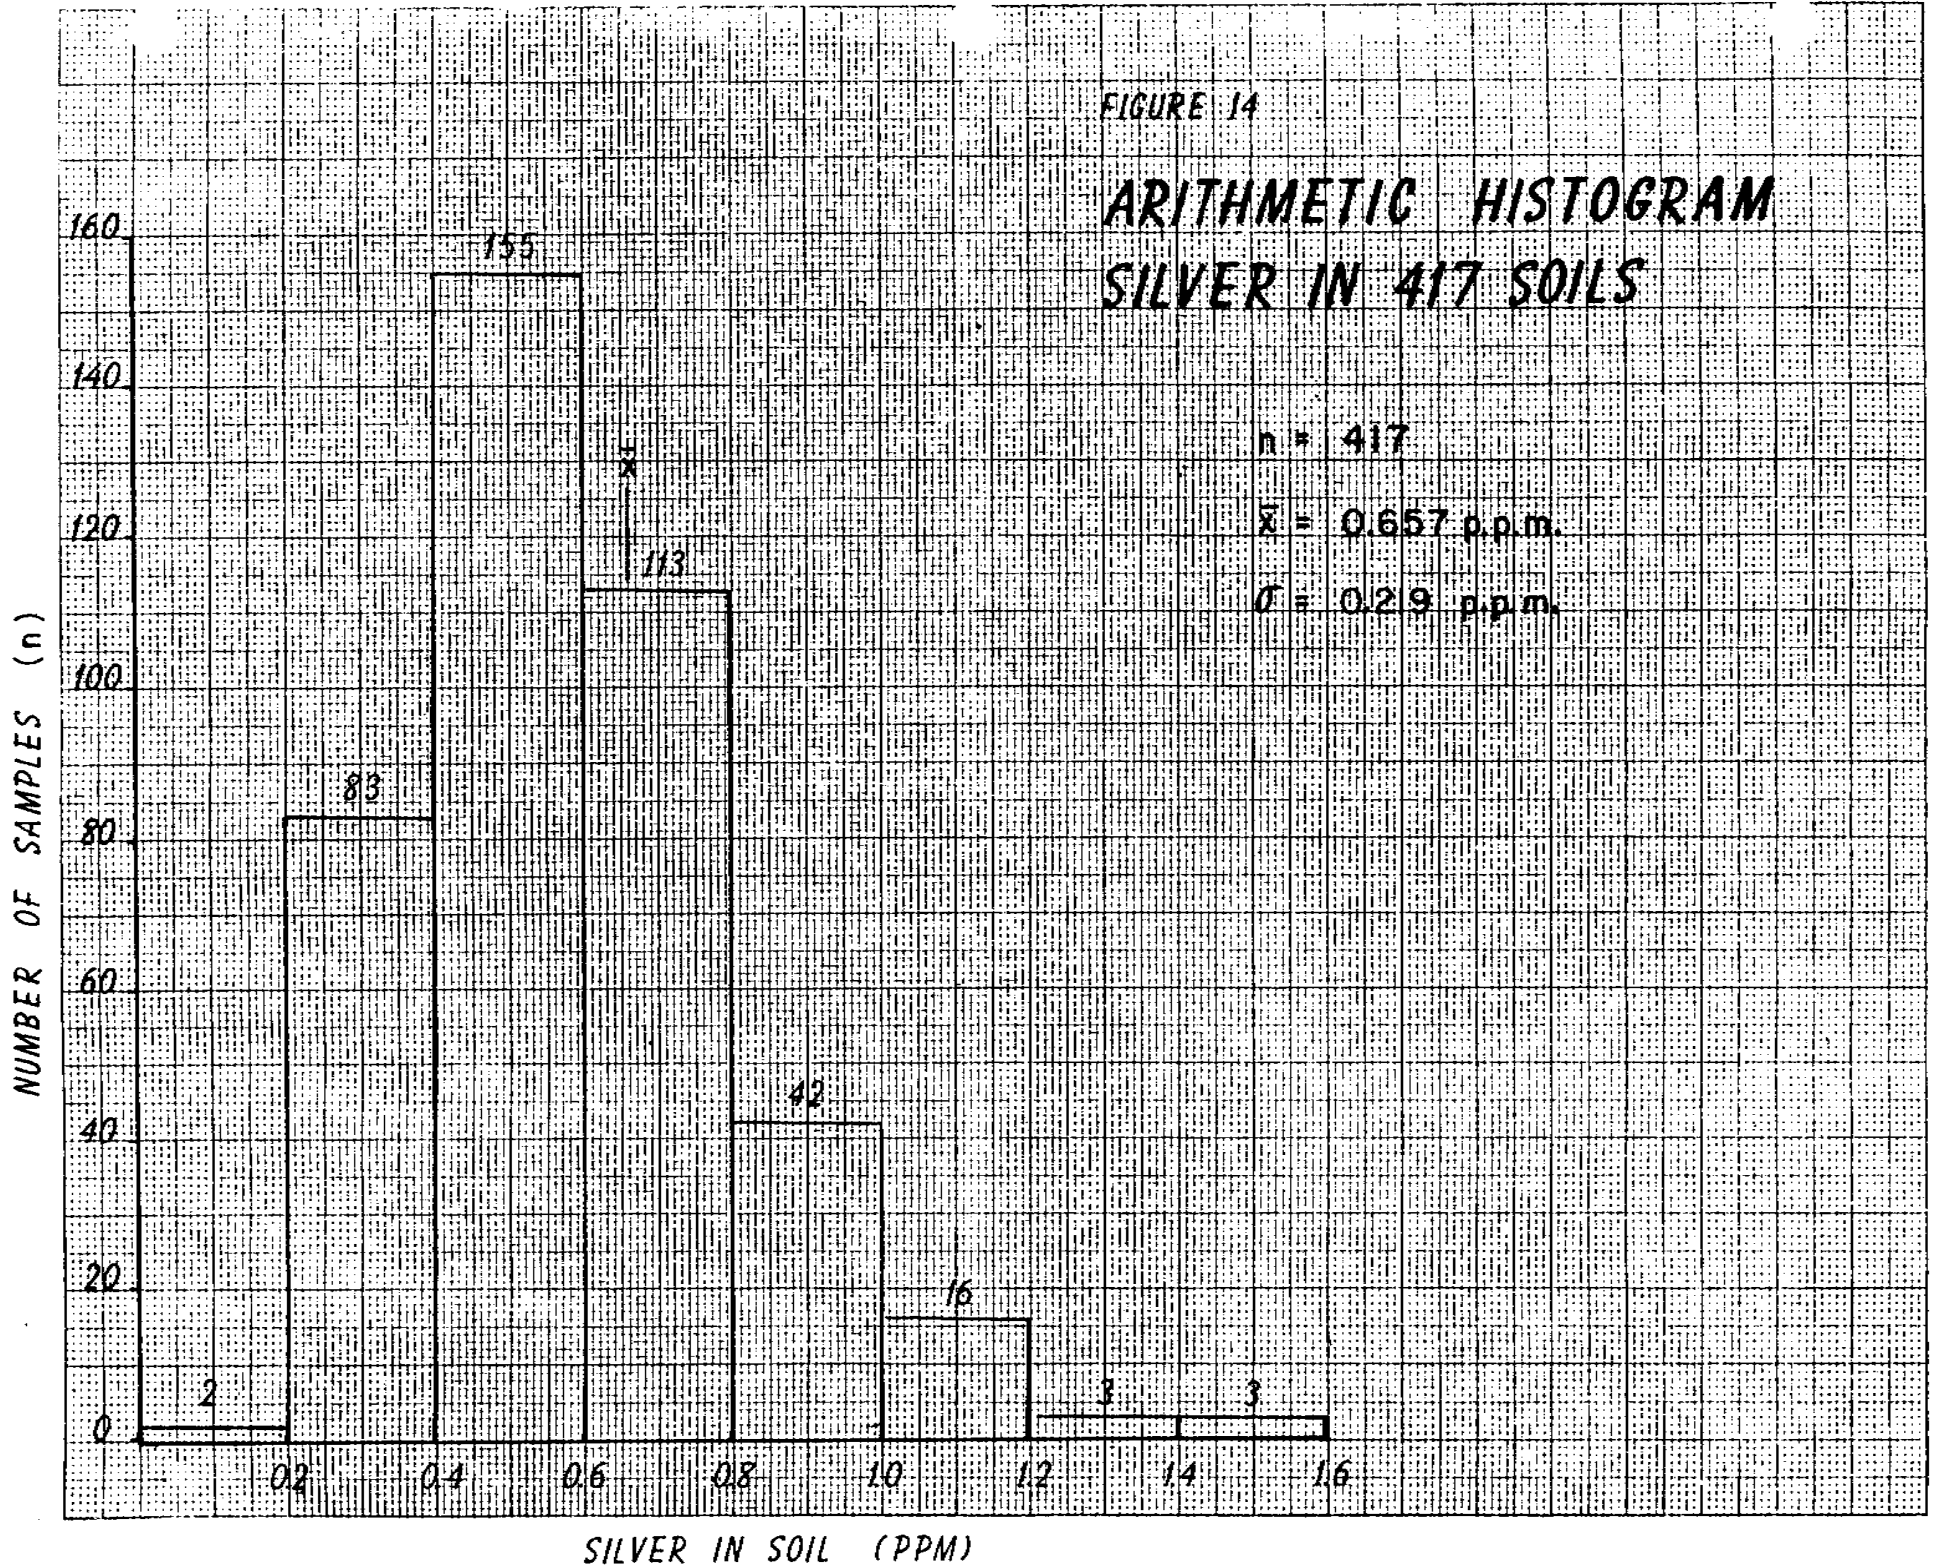 FIGURE 14
ARITHMETIC HISTOGRAM
SILVER IN 417 SOILS
n = 417
x̄ = 0.657 p.p.m.
σ = 0.219 p.p.m.
NUMBER OF SAMPLES (n)
160
140
120
100
80
60
40
20
0
2
83
155
x̄
113
42
16
3
3
0.2
0.4
0.6
0.8
1.0
1.2
1.4
1.6
SILVER IN SOIL (PPM)